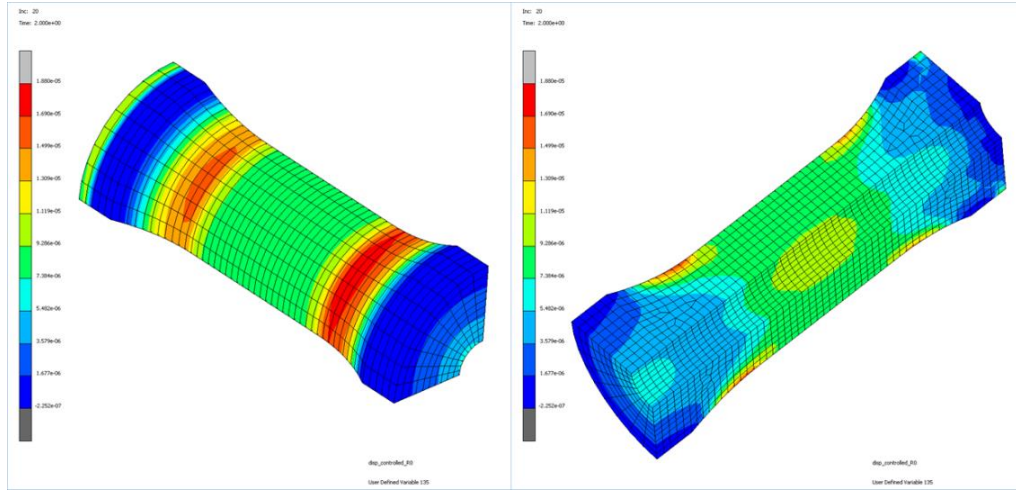 Inc: 20
Time: 2.000e+00
1.880e-05
1.690e-05
1.499e-05
1.309e-05
1.119e-05
9.286e-06
7.384e-06
5.482e-06
3.579e-06
1.677e-06
-2.252e-07
disp_controlled_R0
User Defined Variable 135
Inc: 20
Time: 2.000e+00
1.880e-05
1.690e-05
1.499e-05
1.309e-05
1.119e-05
9.286e-06
7.384e-06
5.482e-06
3.579e-06
1.677e-06
-2.252e-07
disp_controlled_R0
User Defined Variable 135